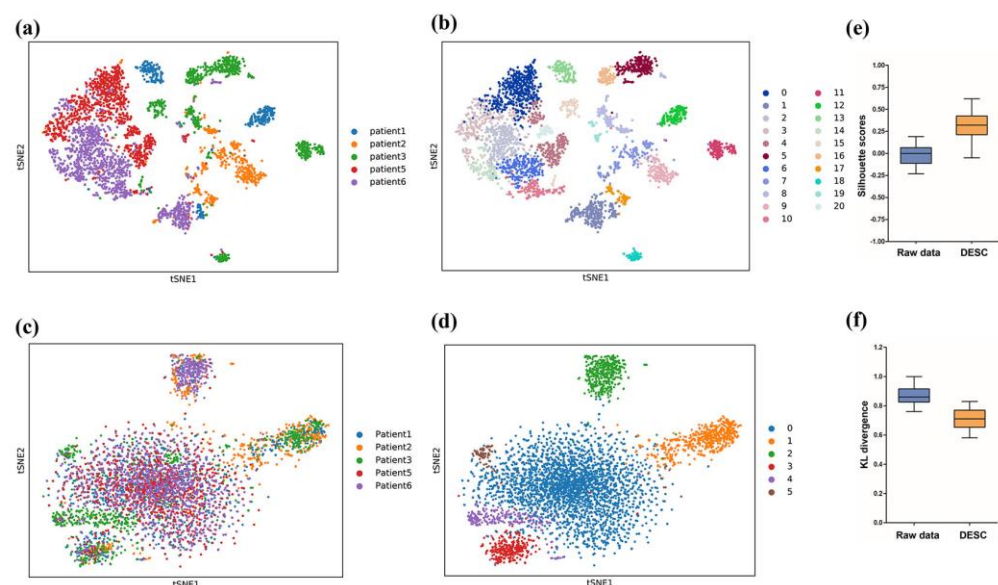 (a)
tSNE2
tSNE1
patient1
patient2
patient3
patient5
patient6
(b)
tSNE2
tSNE1
0
1
2
3
4
5
6
7
8
9
10
11
12
13
14
15
16
17
18
19
20
(e)
Silhouette scores
1.00
0.75
0.50
0.25
0.00
-0.25
-0.50
-0.75
-1.00
Raw data DESC
(c)
tSNE2
tSNE1
Patient1
Patient2
Patient3
Patient5
Patient6
(d)
tSNE2
tSNE1
0
1
2
3
4
5
(f)
KL divergence
1.2
1.0
0.8
0.6
0.4
0.2
0.0
Raw data DESC